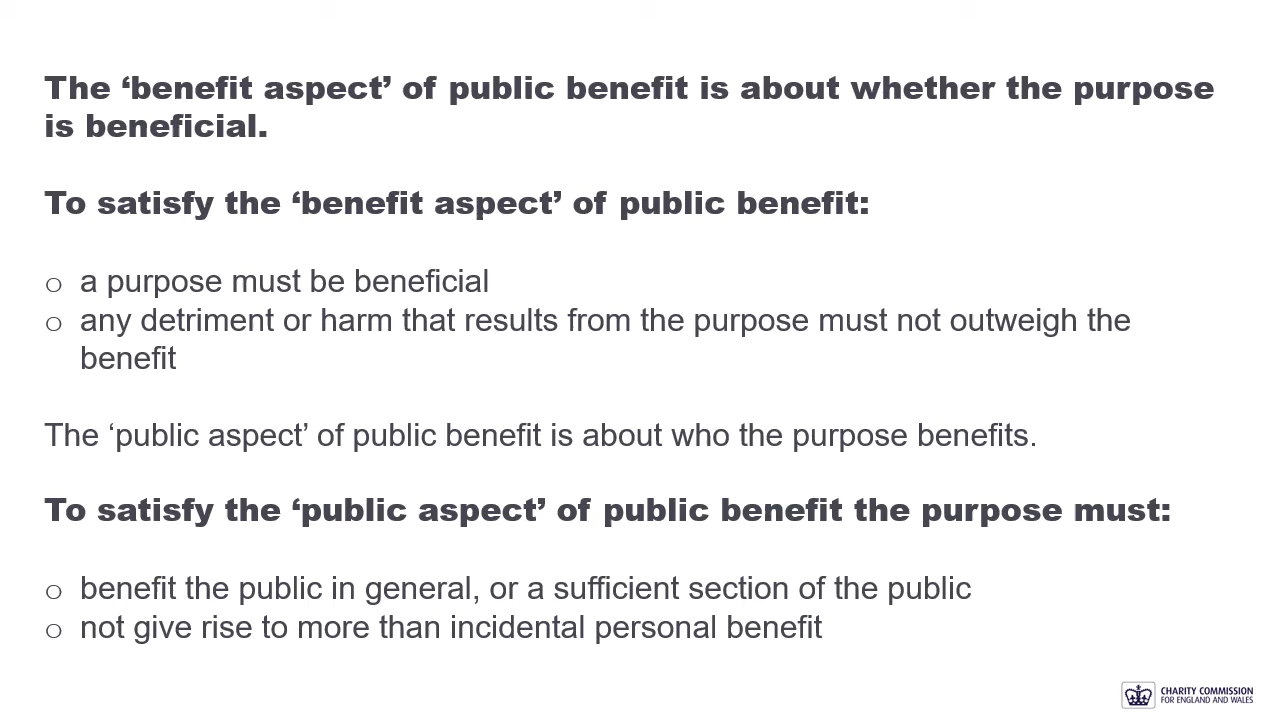 The ‘benefit aspect’ of public benefit is about whether the purpose
is beneficial.
To satisfy the ‘benefit aspect’ of public benefit:
o a purpose must be beneficial
o any detriment or harm that results from the purpose must not outweigh the
benefit
The ‘public aspect’ of public benefit is about who the purpose benefits.
To satisfy the ‘public aspect’ of public benefit the purpose must:
o benefit the public in general, or a sufficient section of the public
o not give rise to more than incidental personal benefit
CHARITY COMMISSION
FOR ENGLAND AND WALES